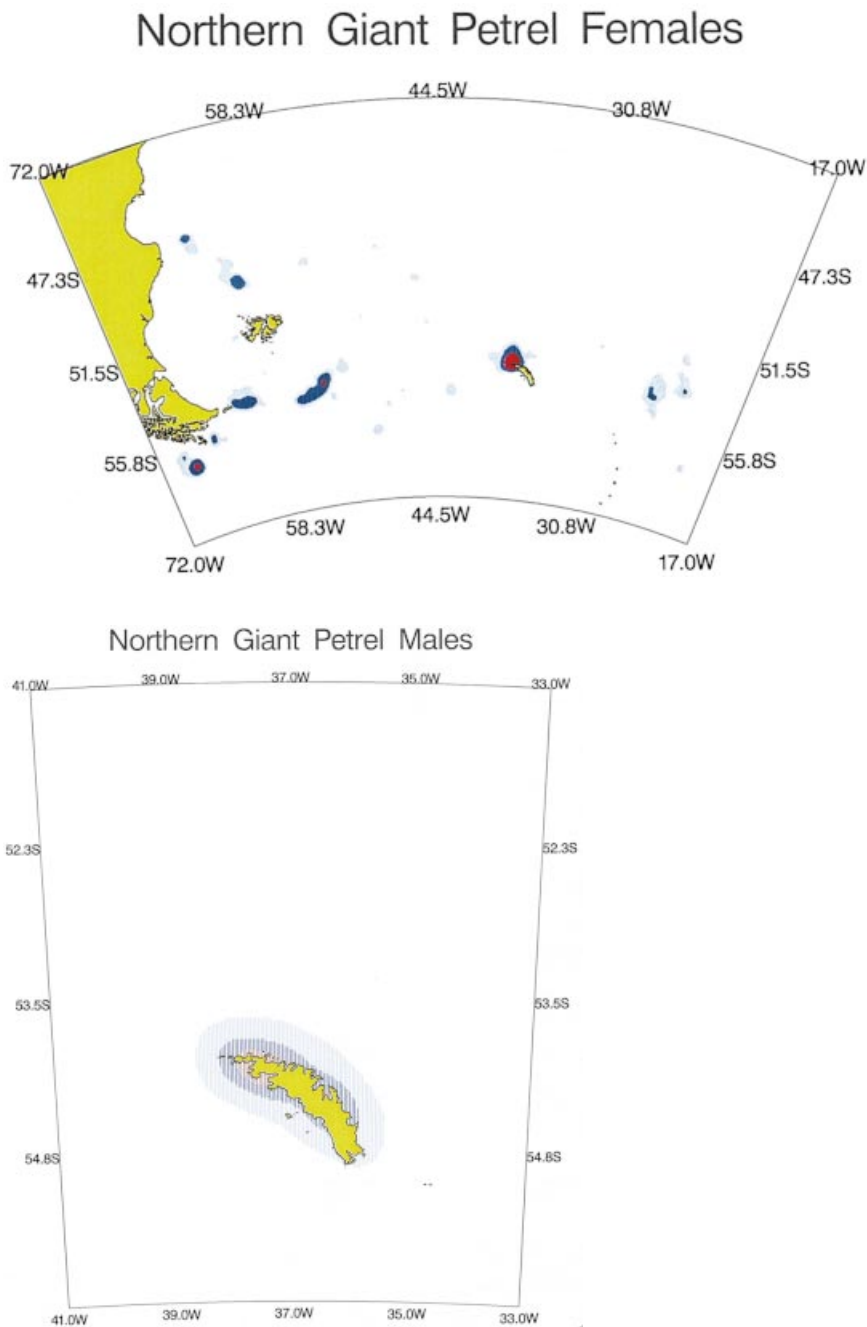 Northern Giant Petrel Females
44.5W
58.3W 30.8W
72.0W 17.0W
47.3S 47.3S
51.5S 51.5S
55.8S 55.8S
58.3W 44.5W 30.8W
72.0W 17.0W
Northern Giant Petrel Males
41.0W 39.0W 37.0W 35.0W 33.0W
52.3S 52.3S
53.5S 53.5S
54.8S 54.8S
41.0W 39.0W 37.0W 35.0W 33.0W